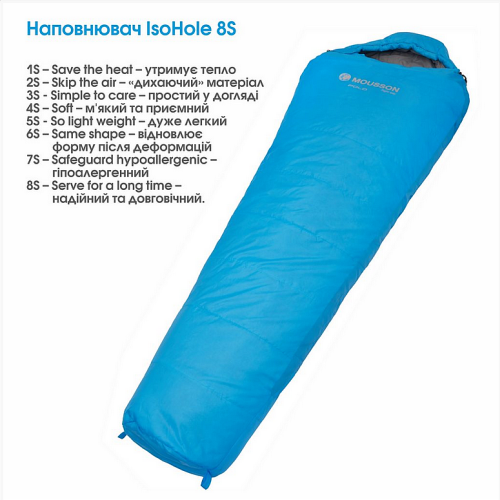 Наповнювач IsoHole 8S
1S – Save the heat – утримує тепло
2S – Skip the air – «дихаючий» матеріал
3S - Simple to care – простий у догляді
4S – Soft – м'який та приємний
5S - So light weight – дуже легкий
6S – Same shape – відновлює
форму після деформацій
7S – Safeguard hypoallergenic –
гіпоалергенний
8S – Serve for a long time –
надійний та довговічний.
MOUSSON